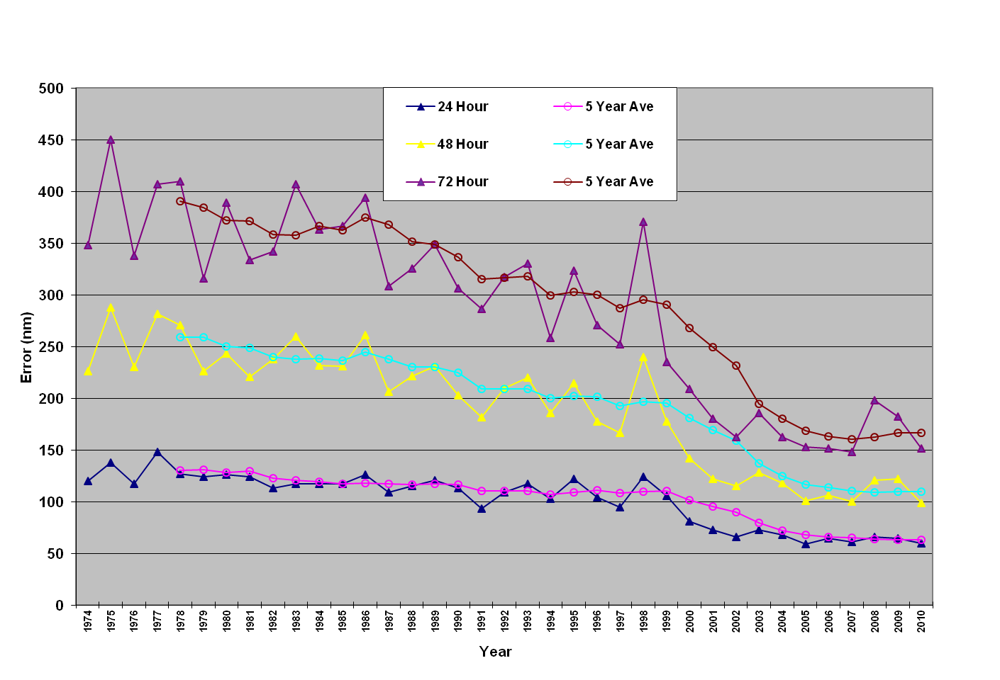 500
24 Hour 5 Year Ave
450
48 Hour 5 Year Ave
400
72 Hour 5 Year Ave
350
300
250
200
150
100
50
0
Error (nm)
1974 1975 1976 1977 1978 1979 1980 1981 1982 1983 1984 1985 1986 1987 1988 1989 1990 1991 1992 1993 1994 1995 1996 1997 1998 1999 2000 2001 2002 2003 2004 2005 2006 2007 2008 2009 2010
Year